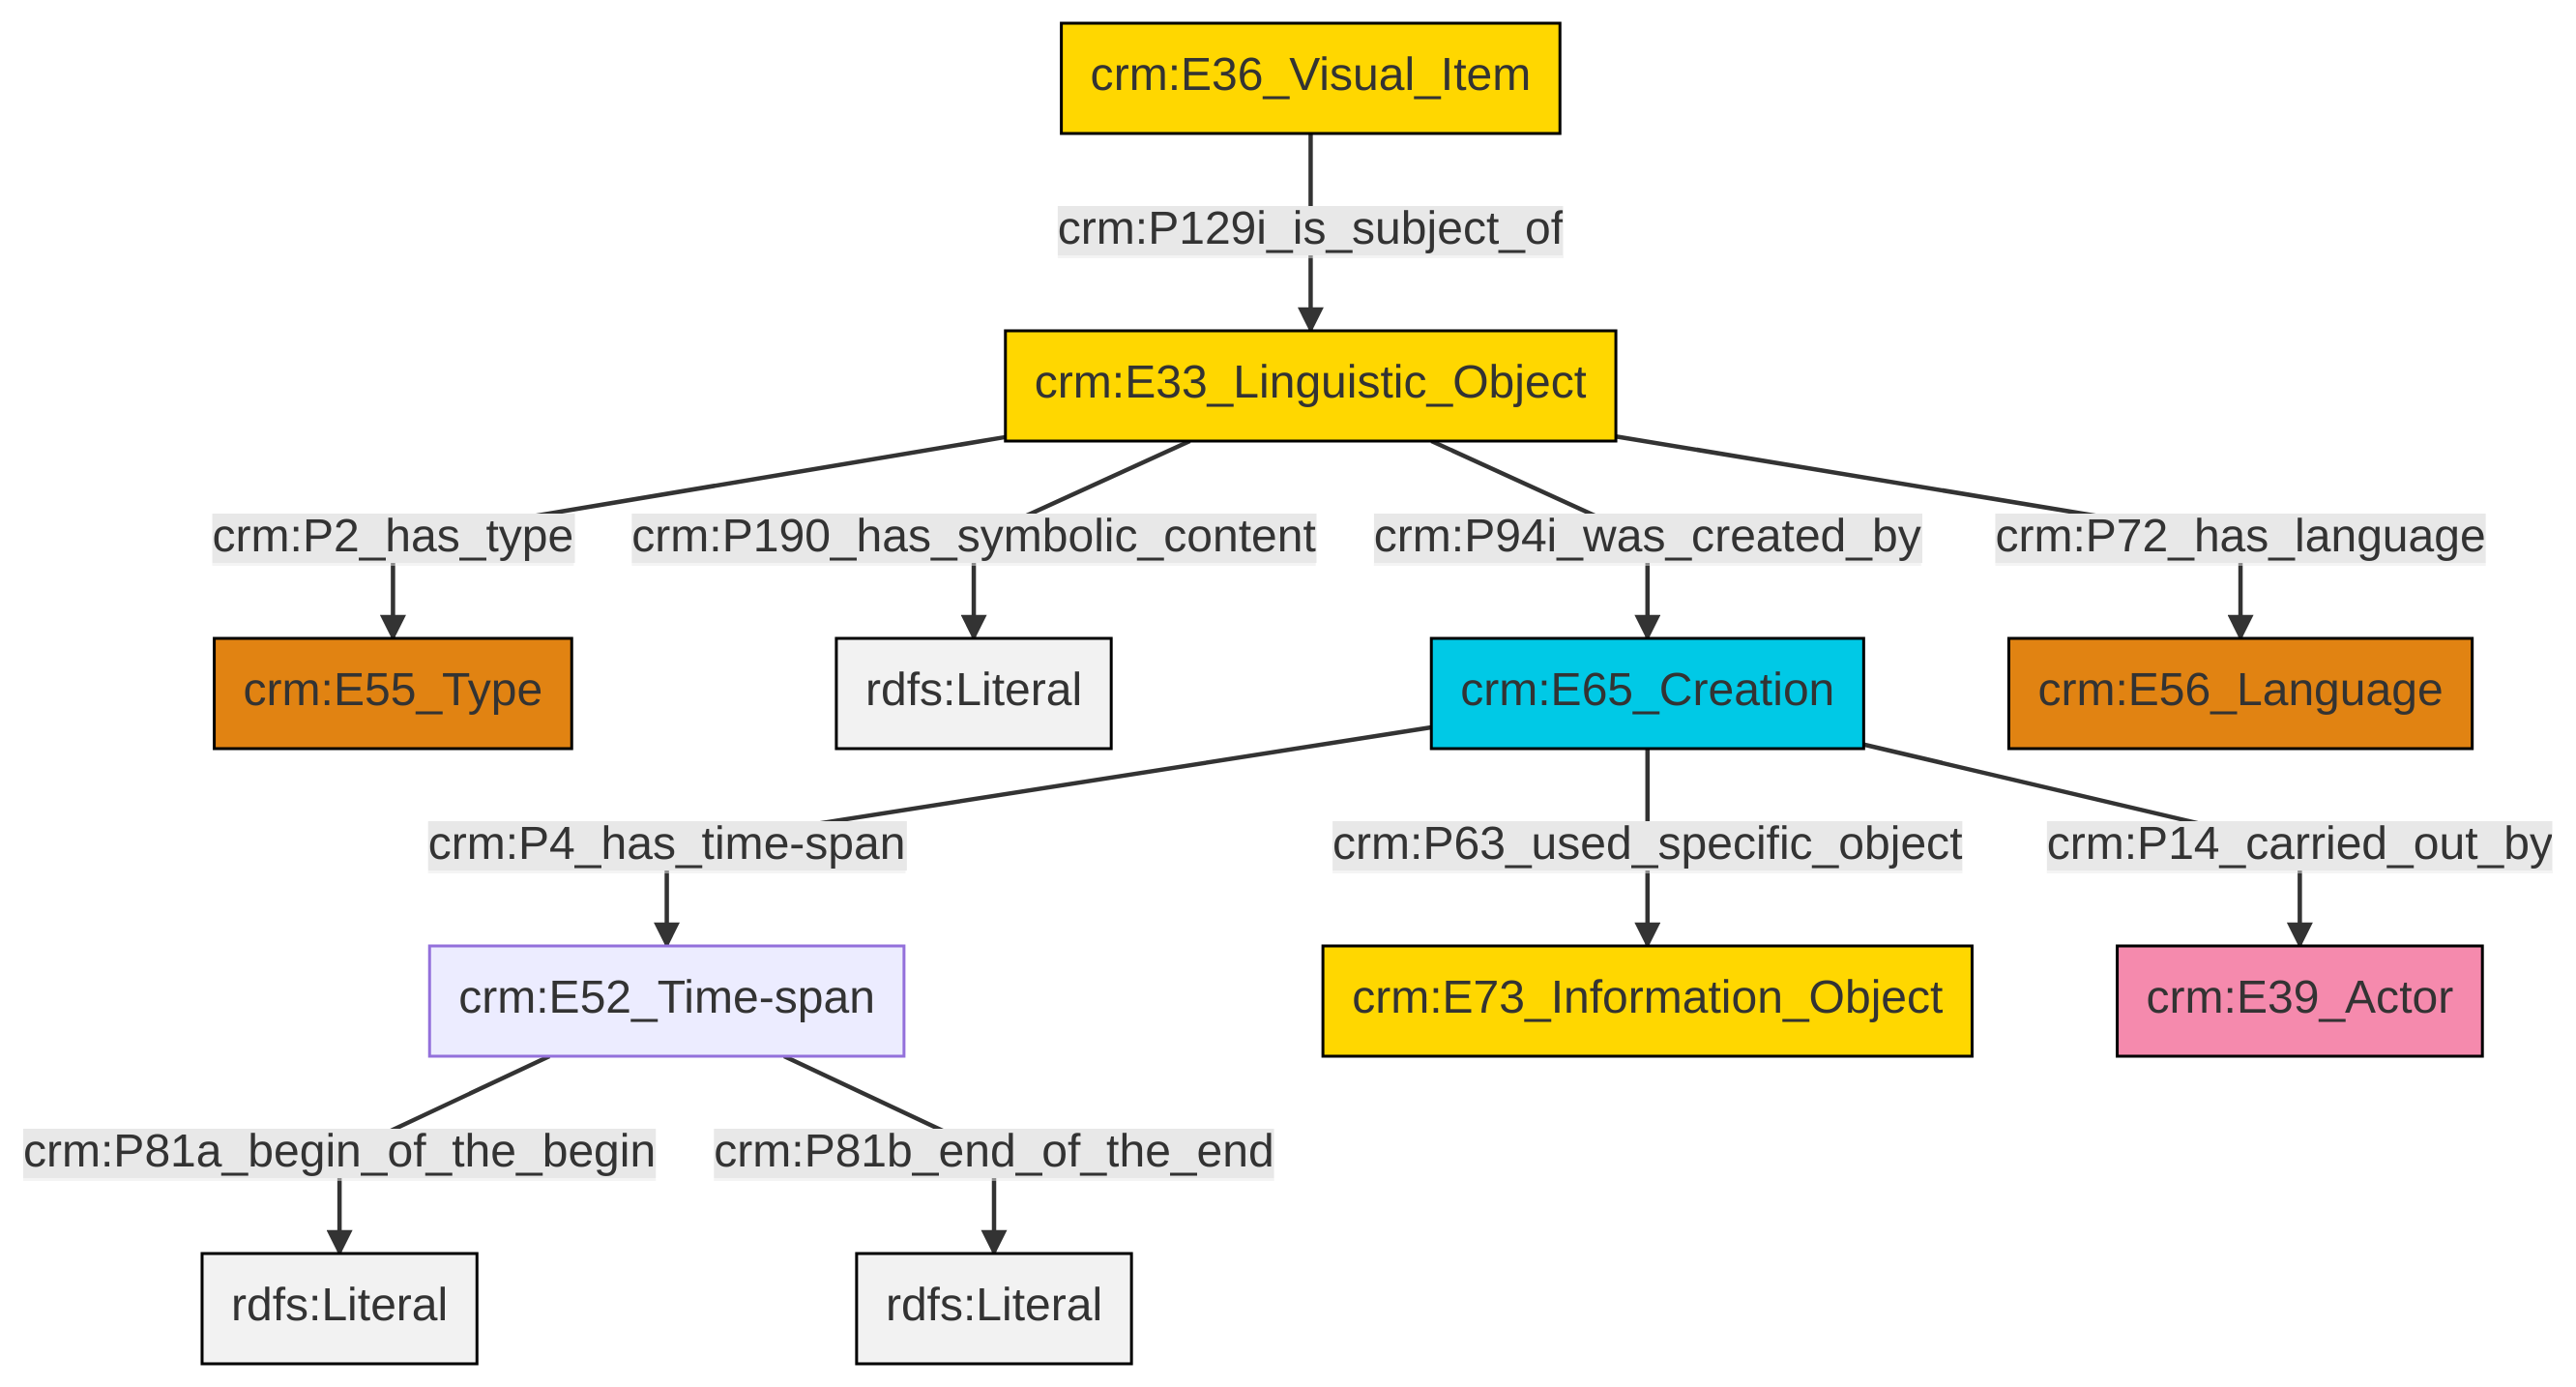 crm:E36_Visual_Item
crm:P129i_is_subject_of
crm:E33_Linguistic_Object
crm:P2_has_type
crm:P190_has_symbolic_content
crm:P94i_was_created_by
crm:P72_has_language
crm:E55_Type
rdfs:Literal
crm:E65_Creation
crm:E56_Language
crm:P4_has_time-span
crm:P63_used_specific_object
crm:P14_carried_out_by
crm:E52_Time-span
crm:E73_Information_Object
crm:E39_Actor
crm:P81a_begin_of_the_begin
crm:P81b_end_of_the_end
rdfs:Literal
rdfs:Literal